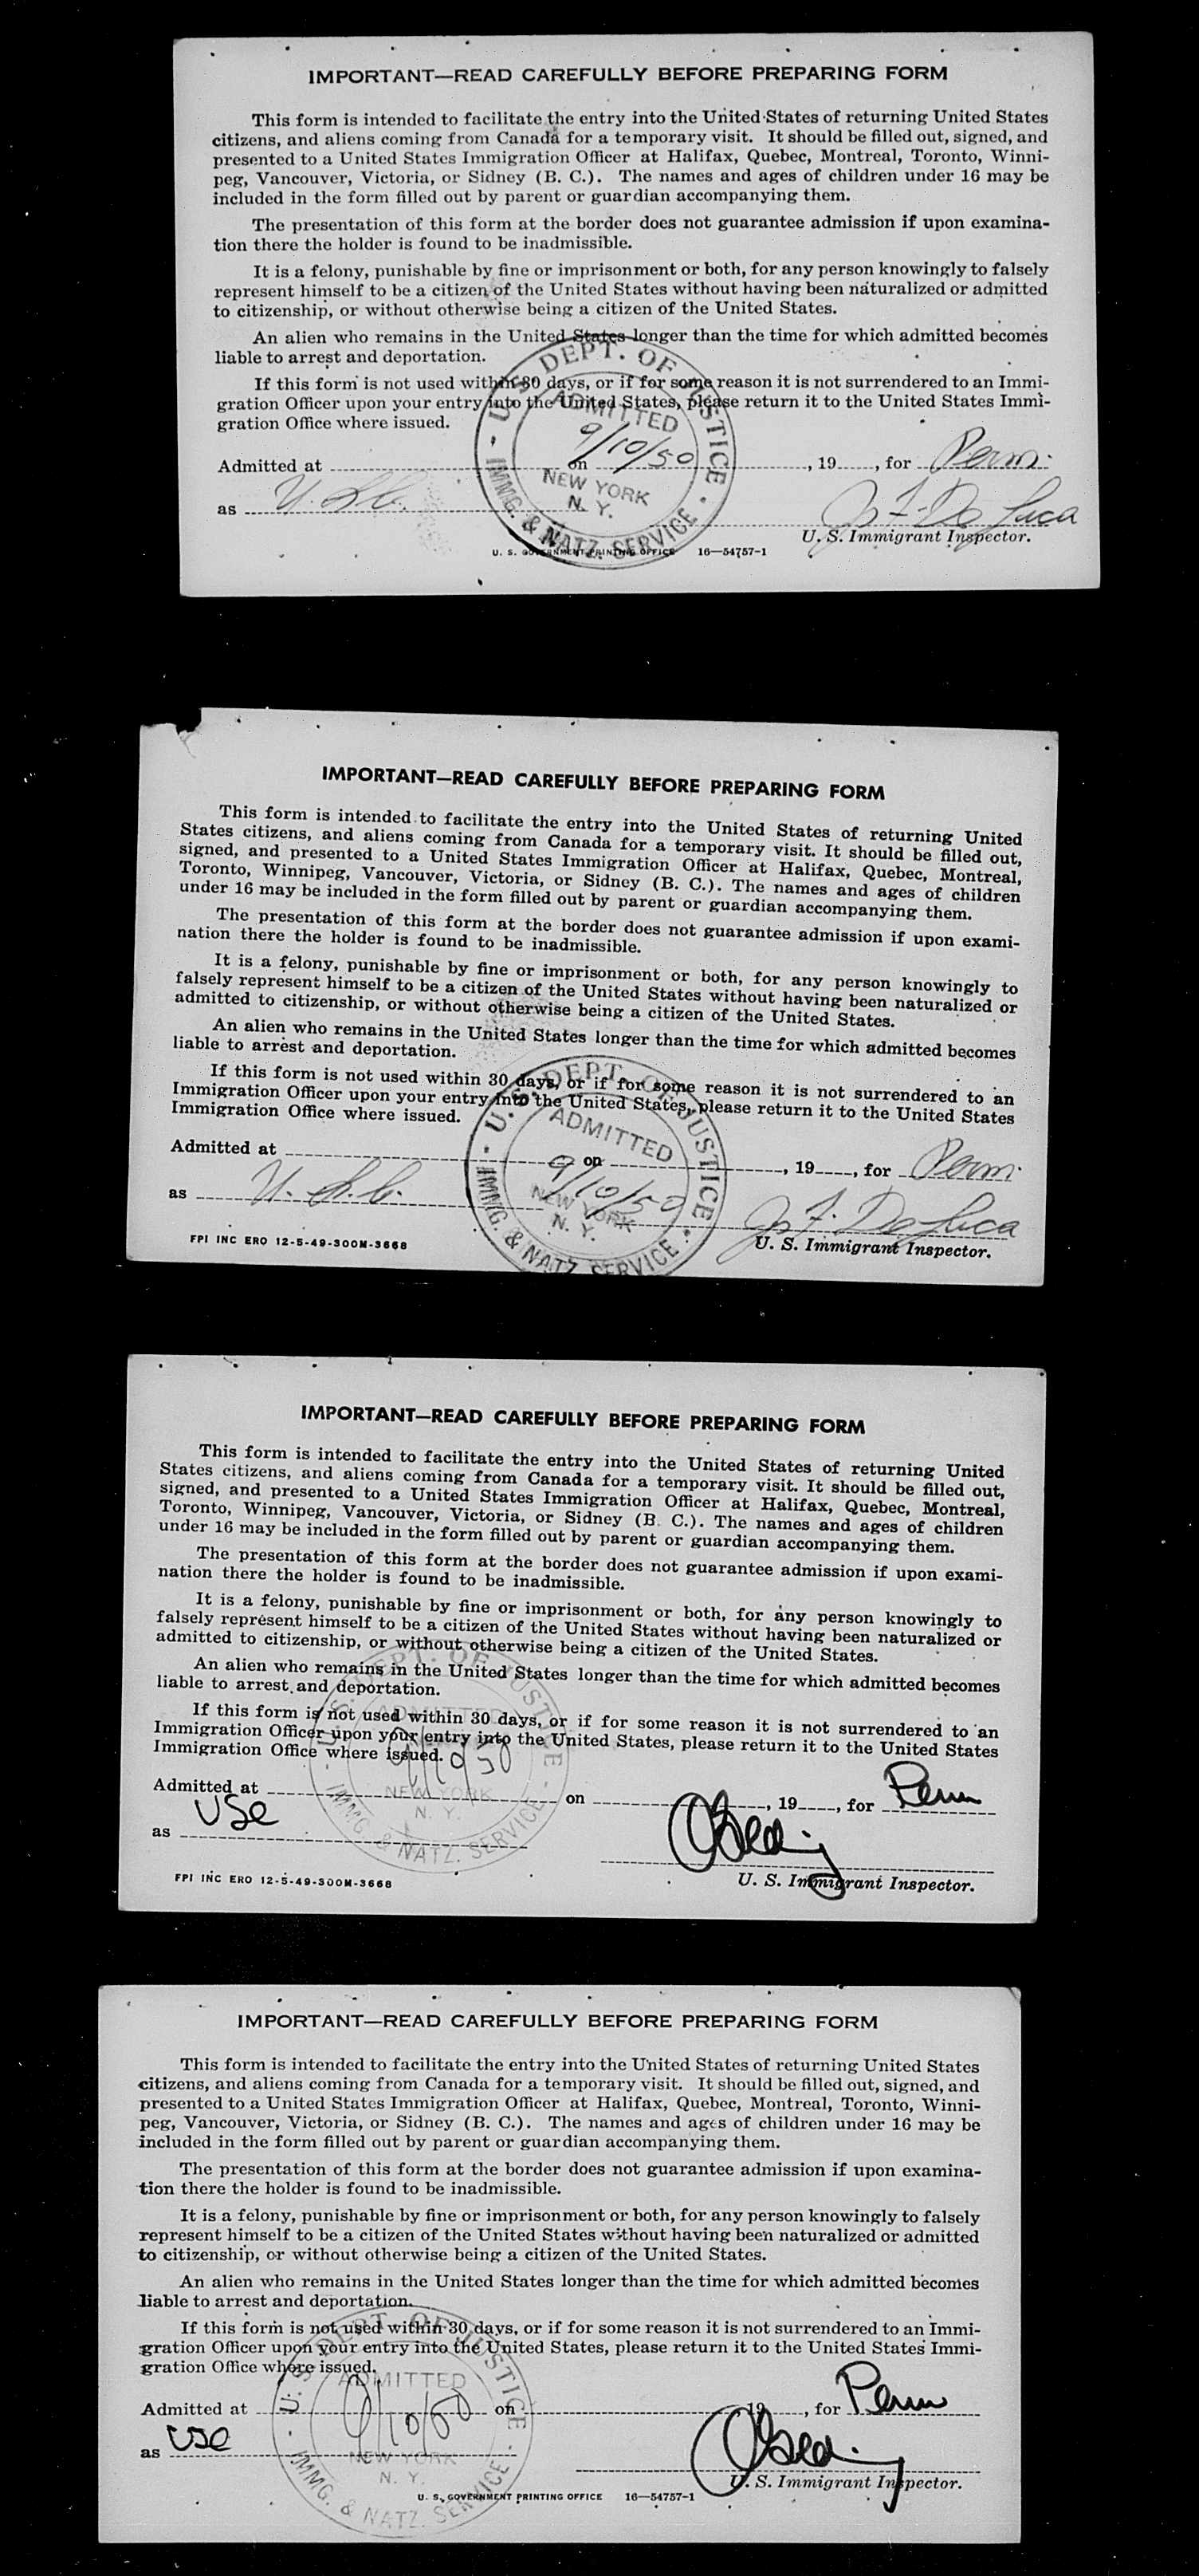 IMPORTANT—READ CAREFULLY BEFORE PREPARING FORM
This form is intended to facilitate the entry into the United States of returning United States
citizens, and aliens coming from Canada for a temporary visit. It should be filled out, signed, and
presented to a United States Immigration Officer at Halifax, Quebec, Montreal, Toronto, Winni-
peg, Vancouver, Victoria, or Sidney (B. C.). The names and ages of children under 16 may be
included in the form filled out by parent or guardian accompanying them.
The presentation of this form at the border does not guarantee admission if upon examina-
tion there the holder is found to be inadmissible.
It is a felony, punishable by fine or imprisonment or both, for any person knowingly to falsely
represent himself to be a citizen of the United States without having been naturalized or admitted
to citizenship, or without otherwise being a citizen of the United States.
An alien who remains in the United States longer than the time for which admitted becomes
liable to arrest and deportation.
If this form is not used within 30 days, or if for some reason it is not surrendered to an Immi-
gration Officer upon your entry into the United States, please return it to the United States Immi-
gration Office where issued.
U. S. DEPT. OF JUSTICE
ADMITTED
9/10/50
NEW YORK
N. Y.
IMMG. & NATZ. SERVICE
Admitted at on , 19 , for Perm.
as U. S. C. Jos F. De Luca
U. S. Immigrant Inspector.
U. S. GOVERNMENT PRINTING OFFICE 16—54757-1
IMPORTANT—READ CAREFULLY BEFORE PREPARING FORM
This form is intended to facilitate the entry into the United States of returning United
States citizens, and aliens coming from Canada for a temporary visit. It should be filled out,
signed, and presented to a United States Immigration Officer at Halifax, Quebec, Montreal,
Toronto, Winnipeg, Vancouver, Victoria, or Sidney (B. C.). The names and ages of children
under 16 may be included in the form filled out by parent or guardian accompanying them.
The presentation of this form at the border does not guarantee admission if upon exami-
nation there the holder is found to be inadmissible.
It is a felony, punishable by fine or imprisonment or both, for any person knowingly to
falsely represent himself to be a citizen of the United States without having been naturalized or
admitted to citizenship, or without otherwise being a citizen of the United States.
An alien who remains in the United States longer than the time for which admitted becomes
liable to arrest and deportation.
If this form is not used within 30 days, or if for some reason it is not surrendered to an
Immigration Officer upon your entry into the United States, please return it to the United States
Immigration Office where issued.
U. S. DEPT. OF JUSTICE
ADMITTED
9/10/50
NEW YORK
N. Y.
IMMG. & NATZ. SERVICE
Admitted at on , 19 , for Perm.
as U. S. C. Jos F. De Luca
U. S. Immigrant Inspector.
FPI INC ERO 12-5-49-300M-3668
IMPORTANT—READ CAREFULLY BEFORE PREPARING FORM
This form is intended to facilitate the entry into the United States of returning United
States citizens, and aliens coming from Canada for a temporary visit. It should be filled out,
signed, and presented to a United States Immigration Officer at Halifax, Quebec, Montreal,
Toronto, Winnipeg, Vancouver, Victoria, or Sidney (B. C.). The names and ages of children
under 16 may be included in the form filled out by parent or guardian accompanying them.
The presentation of this form at the border does not guarantee admission if upon exami-
nation there the holder is found to be inadmissible.
It is a felony, punishable by fine or imprisonment or both, for any person knowingly to
falsely represent himself to be a citizen of the United States without having been naturalized or
admitted to citizenship, or without otherwise being a citizen of the United States.
An alien who remains in the United States longer than the time for which admitted becomes
liable to arrest and deportation.
If this form is not used within 30 days, or if for some reason it is not surrendered to an
Immigration Officer upon your entry into the United States, please return it to the United States
Immigration Office where issued.
U. S. DEPT. OF JUSTICE
ADMITTED
9/10/50
NEW YORK
N. Y.
IMMG. & NATZ. SERVICE
Admitted at on , 19 , for Perm
as USC
U. S. Immigrant Inspector.
FPI INC ERO 12-5-49-300M-3668
IMPORTANT—READ CAREFULLY BEFORE PREPARING FORM
This form is intended to facilitate the entry into the United States of returning United States
citizens, and aliens coming from Canada for a temporary visit. It should be filled out, signed, and
presented to a United States Immigration Officer at Halifax, Quebec, Montreal, Toronto, Winni-
peg, Vancouver, Victoria, or Sidney (B. C.). The names and ages of children under 16 may be
included in the form filled out by parent or guardian accompanying them.
The presentation of this form at the border does not guarantee admission if upon examina-
tion there the holder is found to be inadmissible.
It is a felony, punishable by fine or imprisonment or both, for any person knowingly to falsely
represent himself to be a citizen of the United States without having been naturalized or admitted
to citizenship, or without otherwise being a citizen of the United States.
An alien who remains in the United States longer than the time for which admitted becomes
liable to arrest and deportation.
If this form is not used within 30 days, or if for some reason it is not surrendered to an Immi-
gration Officer upon your entry into the United States, please return it to the United States Immi-
gration Office where issued.
U. S. DEPT. OF JUSTICE
ADMITTED
9/10/50
NEW YORK
N. Y.
IMMG. & NATZ. SERVICE
Admitted at on , 19 , for Perm
as USC
U. S. Immigrant Inspector.
U. S. GOVERNMENT PRINTING OFFICE 16—54757-1